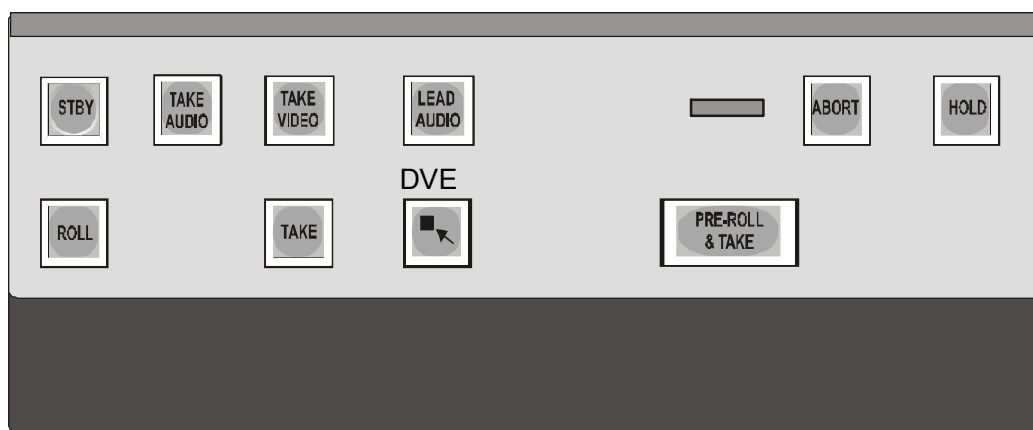 STBY
TAKE
AUDIO
TAKE
VIDEO
LEAD
AUDIO
ABORT
HOLD
DVE
ROLL
TAKE
PRE-ROLL
& TAKE